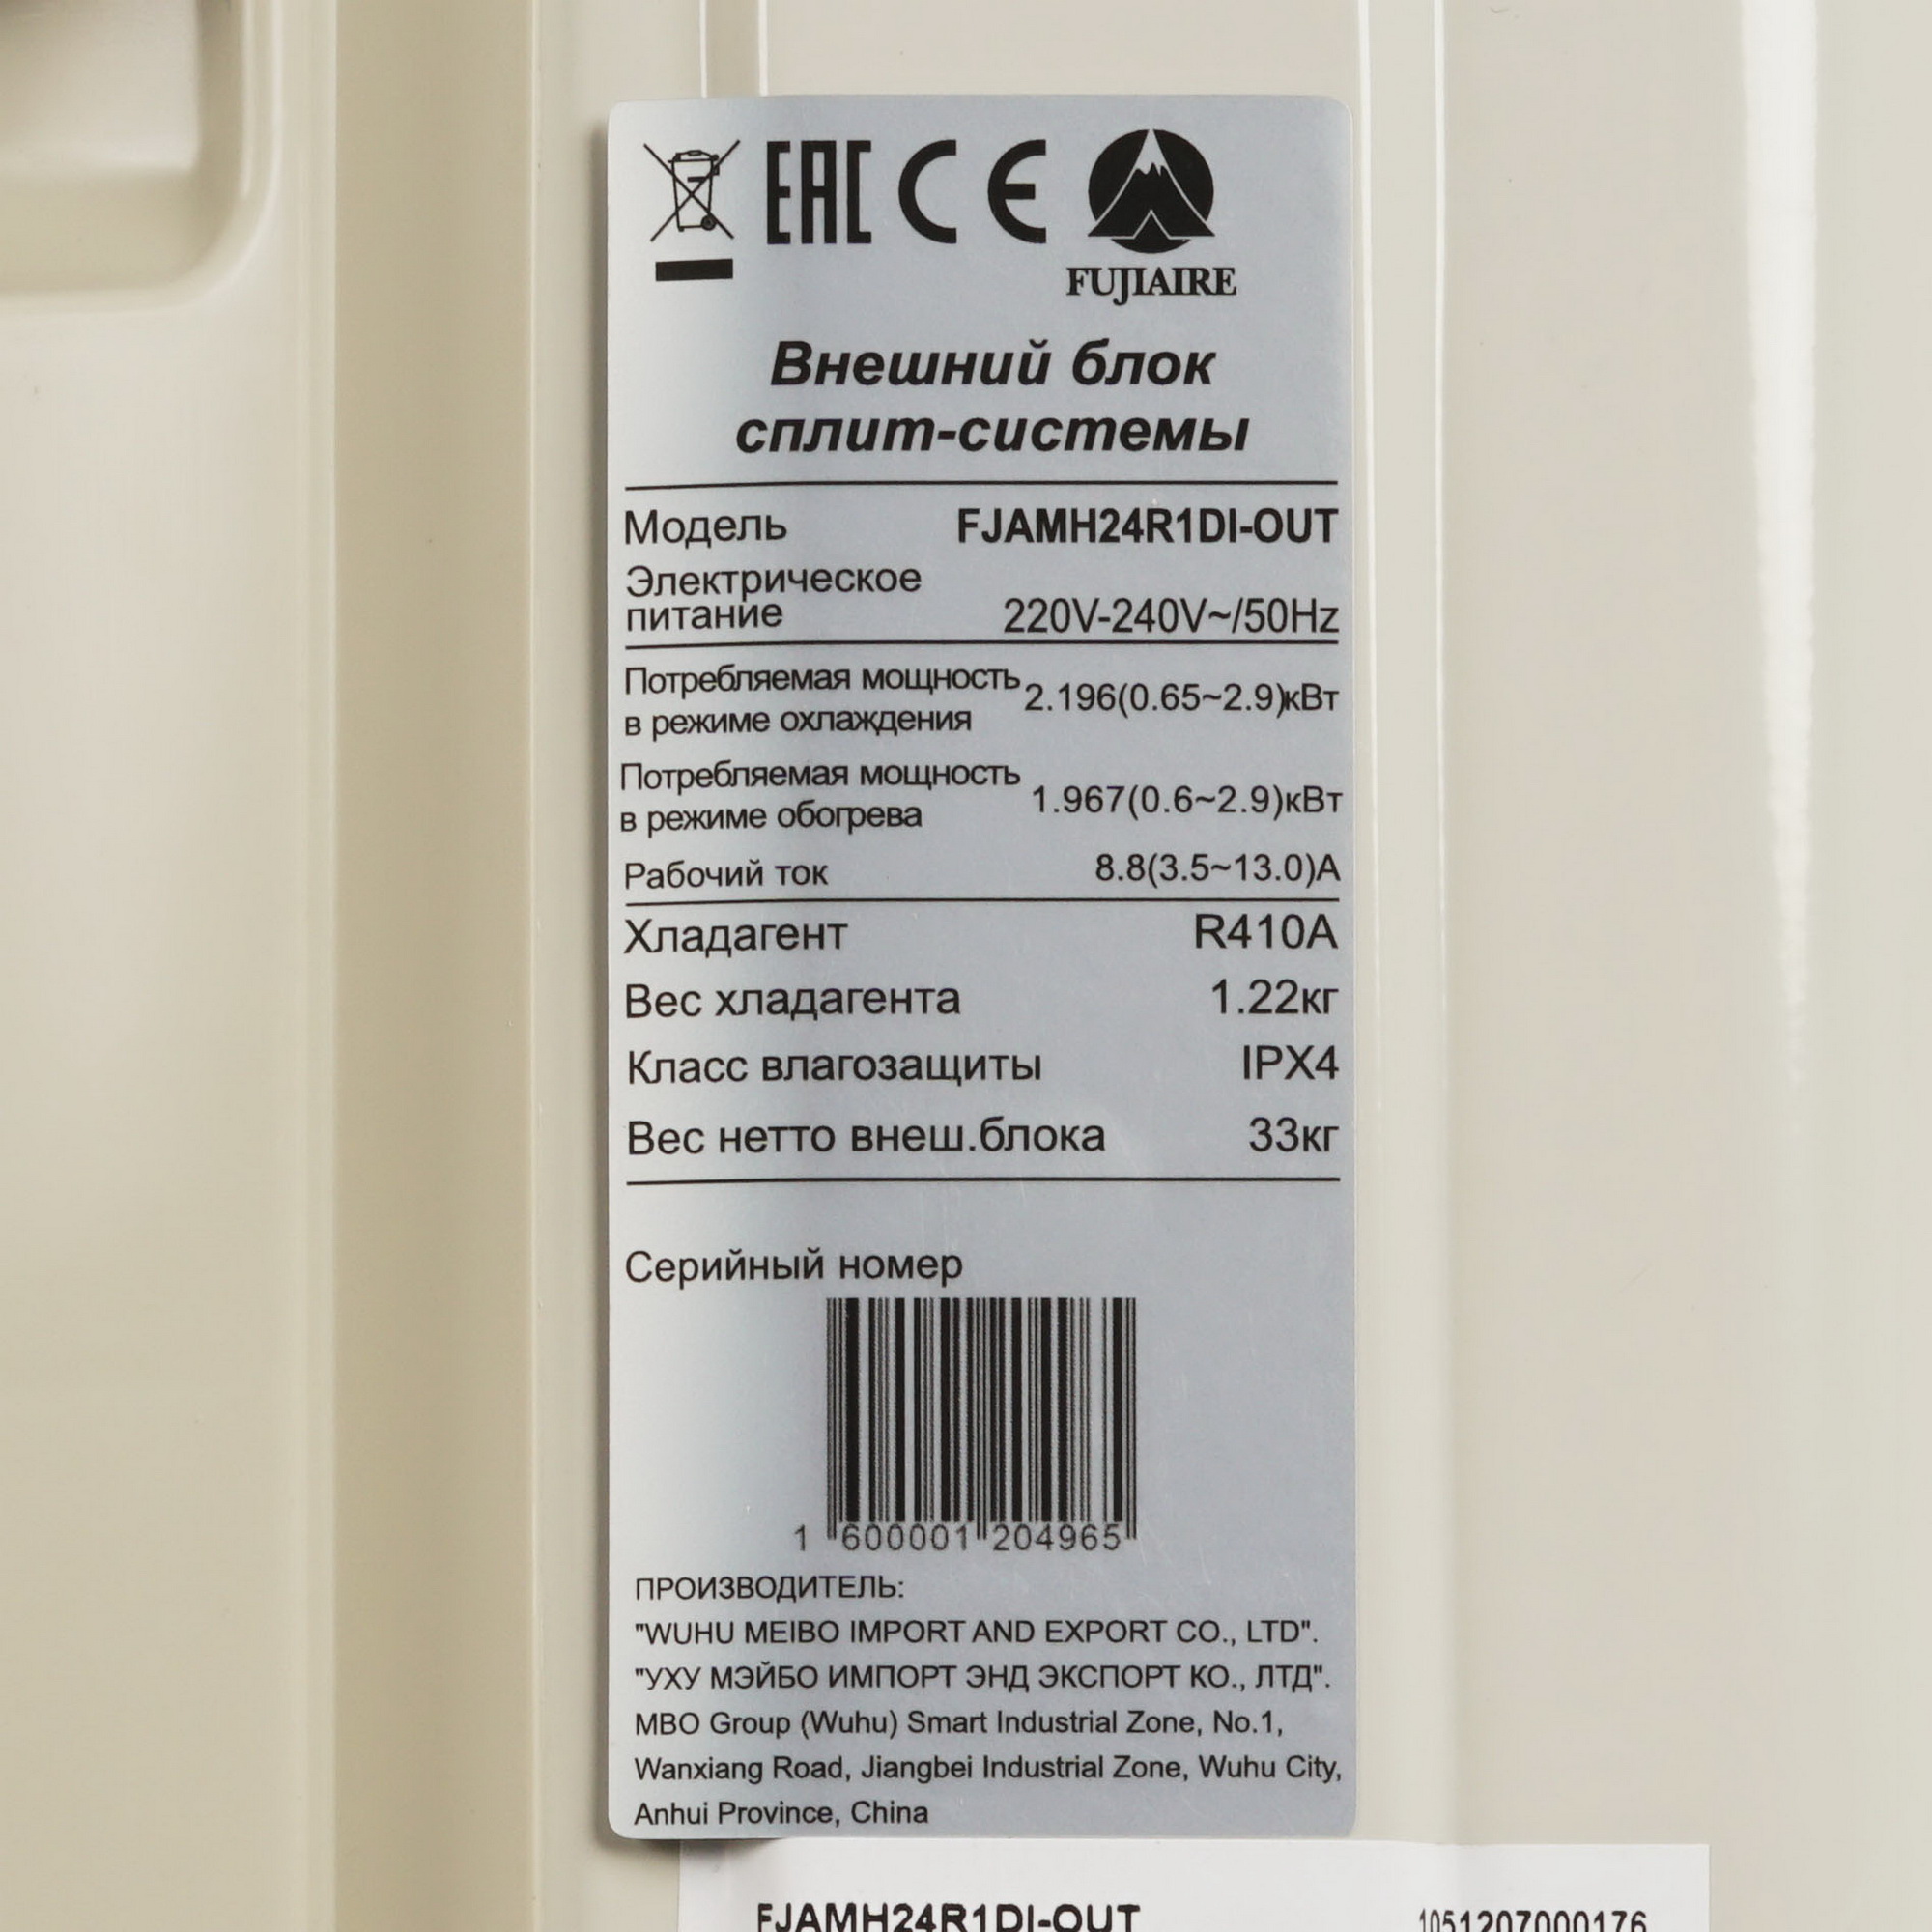 EAC CE
FUJIAIRE
Внешний блок
сплит-системы
Модель FJAMH24R1DI-OUT
Электрическое
питание 220V-240V~/50Hz
Потребляемая мощность
в режиме охлаждения 2.196(0.65~2.9)кВт
Потребляемая мощность
в режиме обогрева 1.967(0.6~2.9)кВт
Рабочий ток 8.8(3.5~13.0)A
Хладагент R410A
Вес хладагента 1.22кг
Класс влагозащиты IPX4
Вес нетто внеш.блока 33кг
Серийный номер
1 600001 204965
ПРОИЗВОДИТЕЛЬ:
"WUHU MEIBO IMPORT AND EXPORT CO., LTD".
"УХУ МЭЙБО ИМПОРТ ЭНД ЭКСПОРТ КО., ЛТД".
MBO Group (Wuhu) Smart Industrial Zone, No.1,
Wanxiang Road, Jiangbei Industrial Zone, Wuhu City,
Anhui Province, China
FJAMH24R1DI-OUT 1051207000176